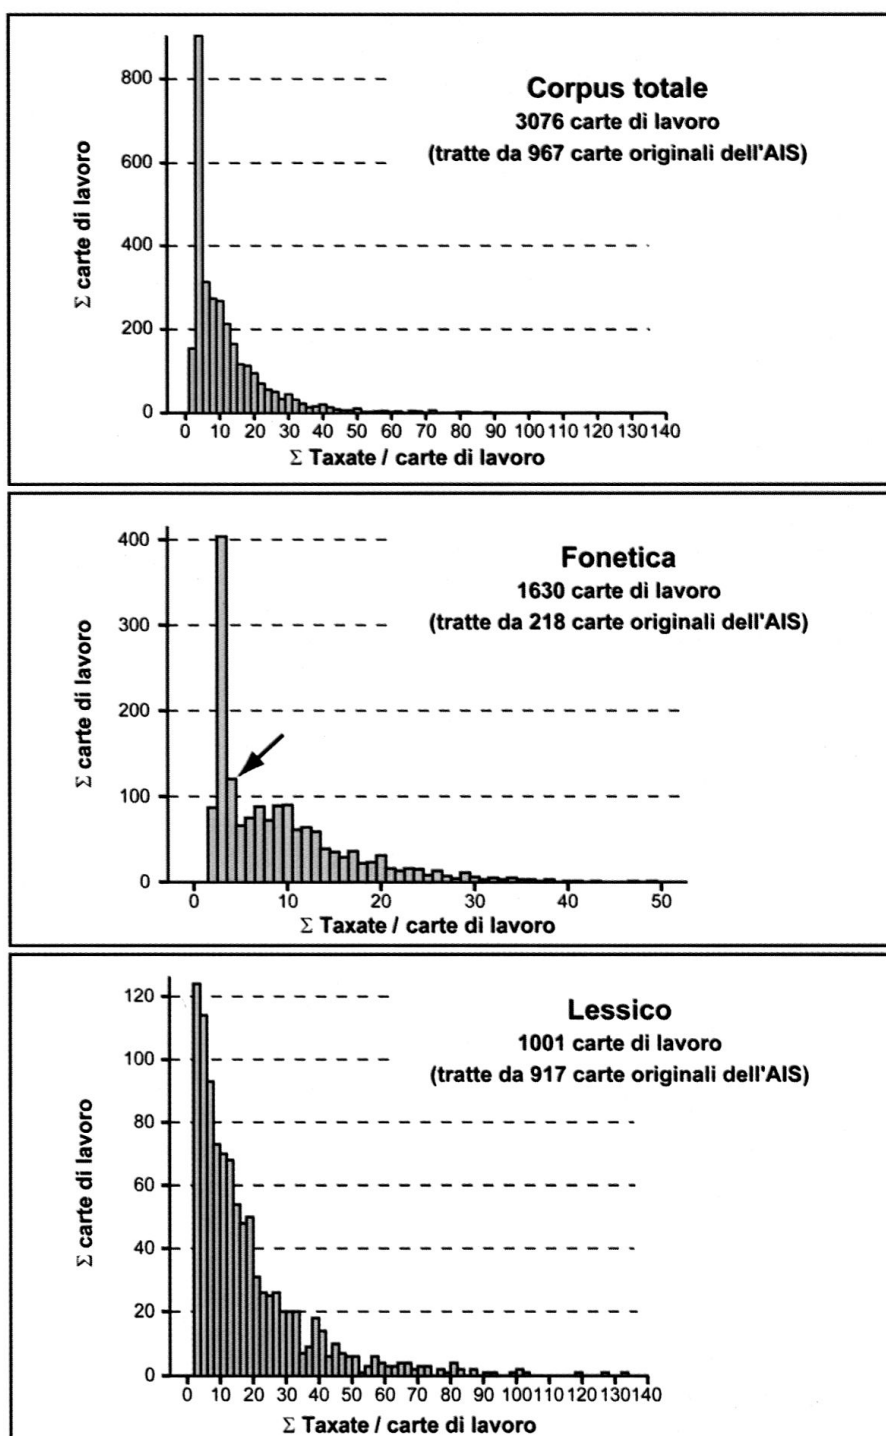 Corpus totale
3076 carte di lavoro
(tratte da 967 carte originali dell'AIS)
Σ carte di lavoro
800
600
400
200
0
0 10 20 30 40 50 60 70 80 90 100 110 120 130 140
Σ Taxate / carte di lavoro
Fonetica
1630 carte di lavoro
(tratte da 218 carte originali dell'AIS)
Σ carte di lavoro
400
300
200
100
0
0 10 20 30 40 50
Σ Taxate / carte di lavoro
Lessico
1001 carte di lavoro
(tratte da 917 carte originali dell'AIS)
Σ carte di lavoro
120
100
80
60
40
20
0
0 10 20 30 40 50 60 70 80 90 100 110 120 130 140
Σ Taxate / carte di lavoro